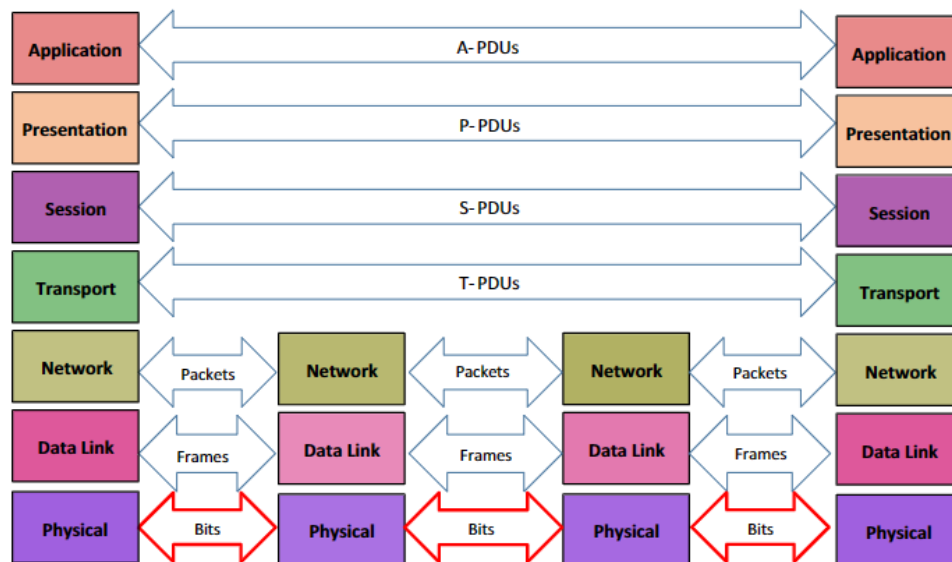 Application
A- PDUs
Application
Presentation
P- PDUs
Presentation
Session
S- PDUs
Session
Transport
T- PDUs
Transport
Network
Packets
Network
Packets
Network
Packets
Network
Data Link
Frames
Data Link
Frames
Data Link
Frames
Data Link
Physical
Bits
Physical
Bits
Physical
Bits
Physical